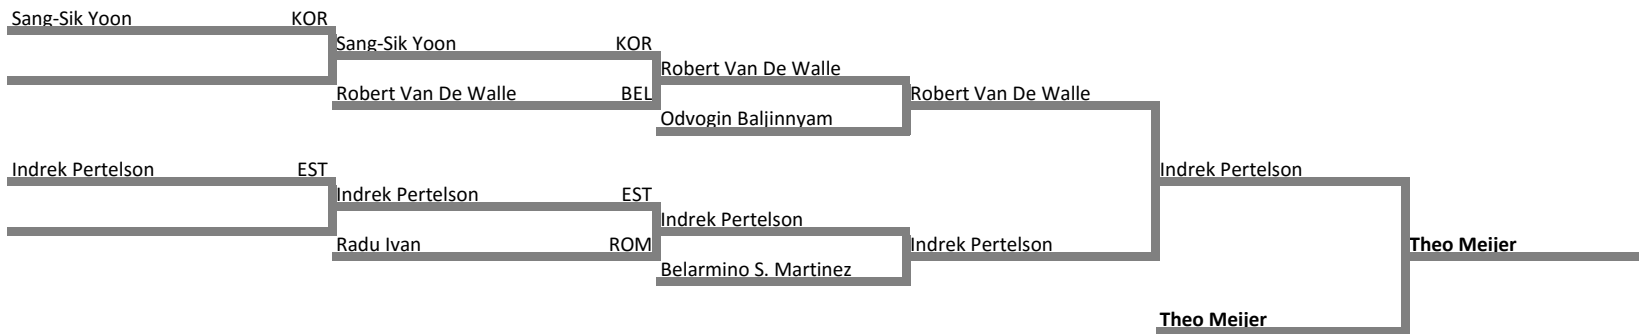 Sang-Sik Yoon KOR
Sang-Sik Yoon KOR
Robert Van De Walle
Robert Van De Walle BEL
Robert Van De Walle
Odvogin Baljinnyam
Indrek Pertelson EST
Indrek Pertelson
Indrek Pertelson EST
Indrek Pertelson
Radu Ivan ROM
Indrek Pertelson
Theo Meijer
Belarmino S. Martinez
Theo Meijer